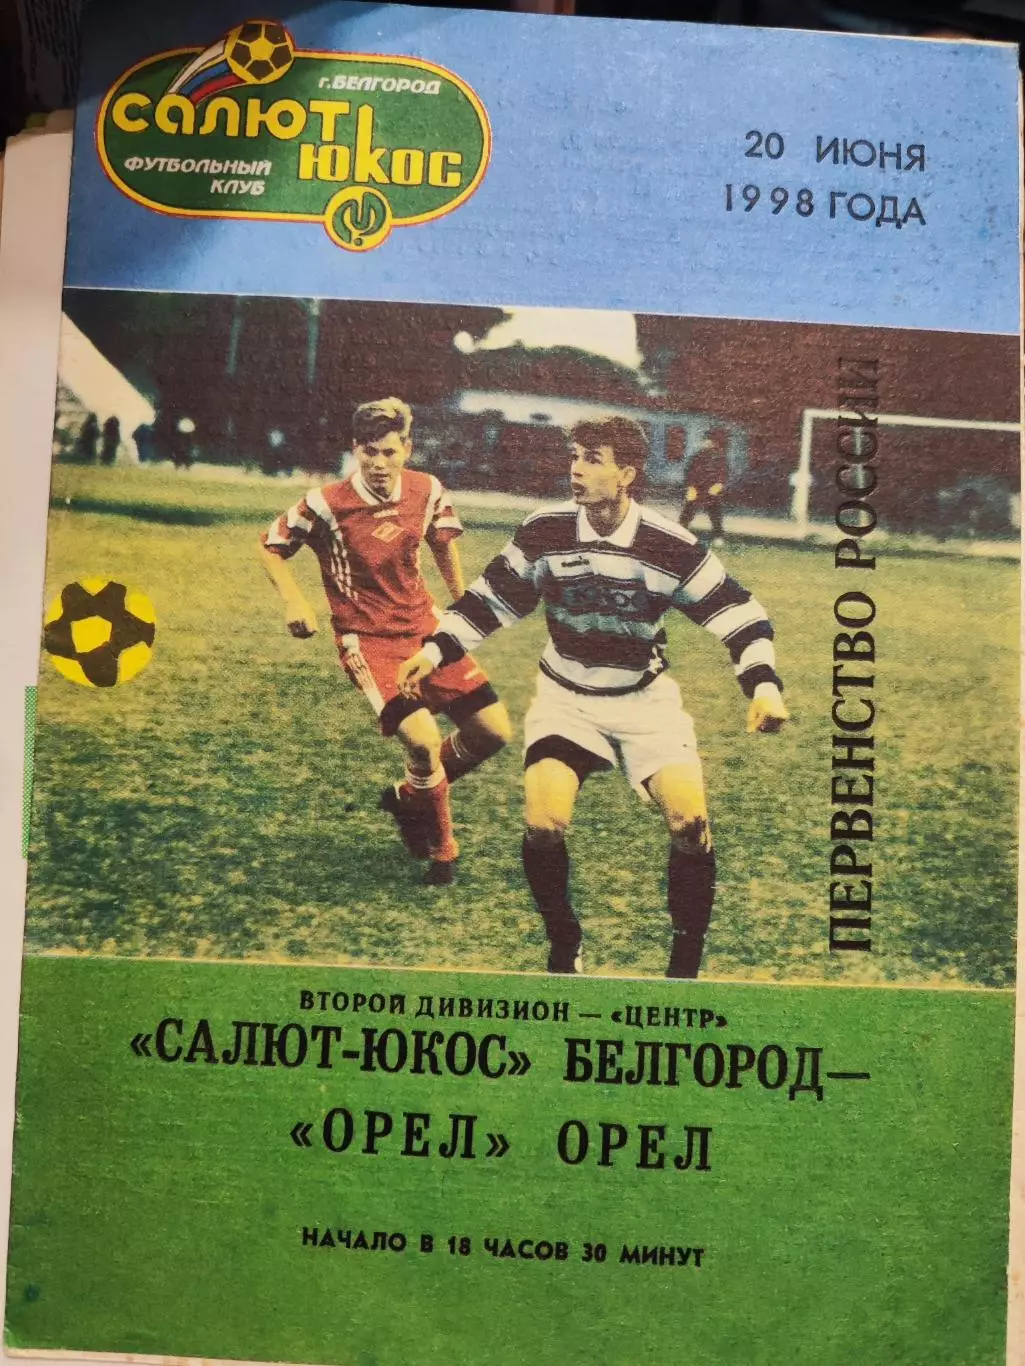 г. БЕЛГОРОД
САЛЮТ
ЮКОС
ФУТБОЛЬНЫЙ
КЛУБ
20 ИЮНЯ
1998 ГОДА
ПЕРВЕНСТВО РОССИИ
ВТОРОЙ ДИВИЗИОН — «ЦЕНТР»
«САЛЮТ-ЮКОС» БЕЛГОРОД—
«ОРЕЛ» ОРЕЛ
НАЧАЛО В 18 ЧАСОВ 30 МИНУТ